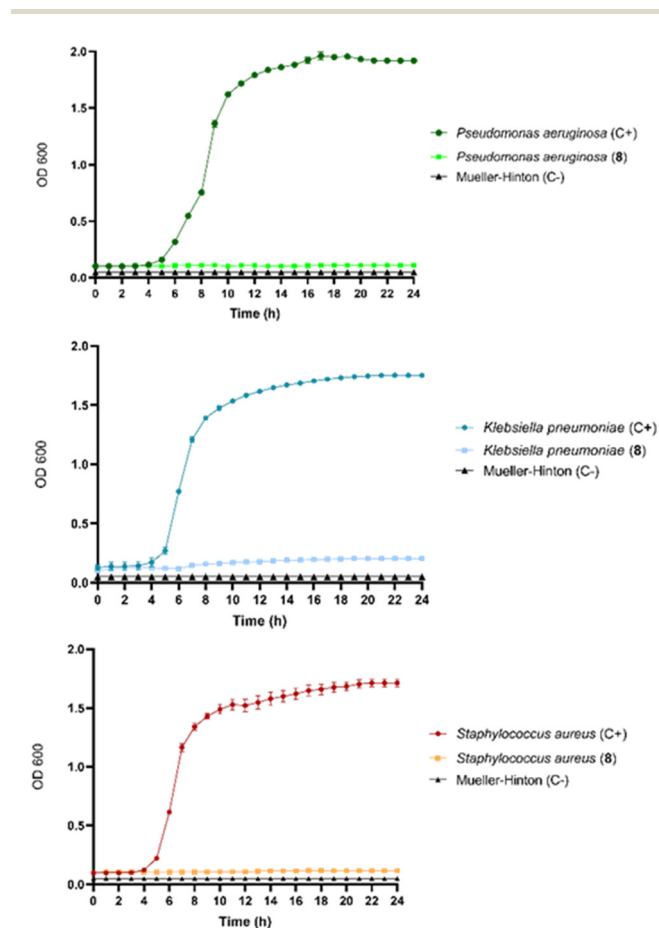 2.0
1.5
1.0
0.5
0.0
OD 600
0 2 4 6 8 10 12 14 16 18 20 22 24
Time (h)
Pseudomonas aeruginosa (C+)
Pseudomonas aeruginosa (8)
Mueller-Hinton (C-)
2.0
1.5
1.0
0.5
0.0
OD 600
0 2 4 6 8 10 12 14 16 18 20 22 24
Time (h)
Klebsiella pneumoniae (C+)
Klebsiella pneumoniae (8)
Mueller-Hinton (C-)
2.0
1.5
1.0
0.5
0.0
OD 600
0 2 4 6 8 10 12 14 16 18 20 22 24
Time (h)
Staphylococcus aureus (C+)
Staphylococcus aureus (8)
Mueller-Hinton (C-)